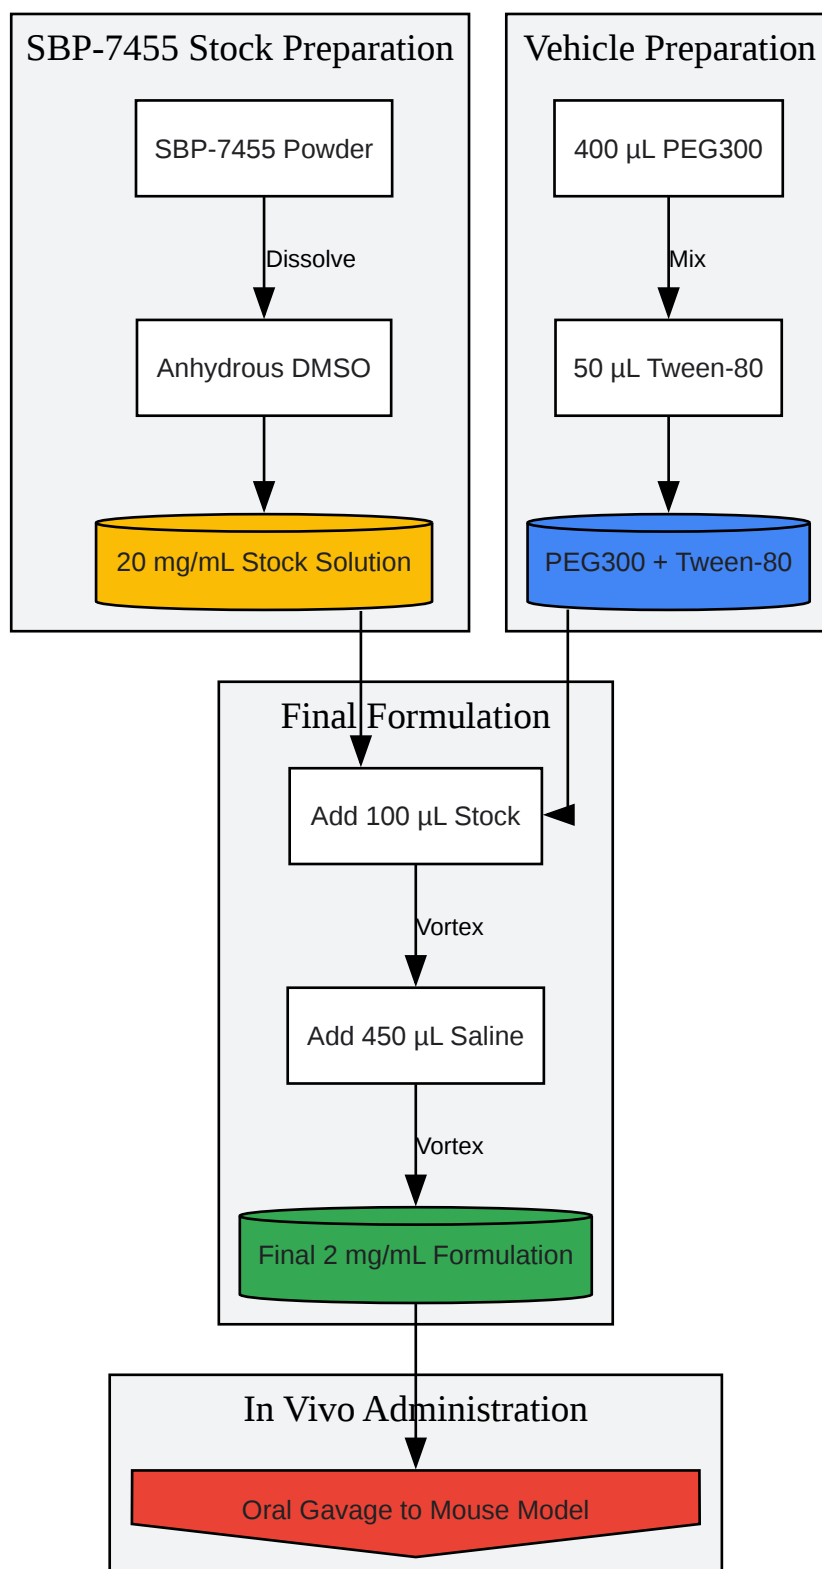 SBP-7455 Stock Preparation
SBP-7455 Powder
Dissolve
Anhydrous DMSO
20 mg/mL Stock Solution
Vehicle Preparation
400 µL PEG300
Mix
50 µL Tween-80
PEG300 + Tween-80
Final Formulation
Add 100 µL Stock
Vortex
Add 450 µL Saline
Vortex
Final 2 mg/mL Formulation
In Vivo Administration
Oral Gavage to Mouse Model